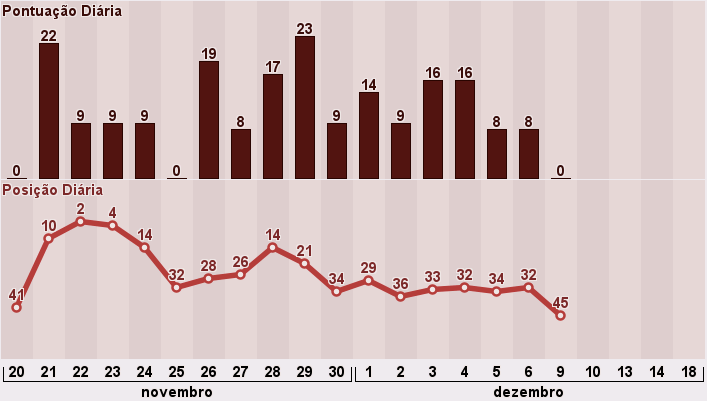 Pontuação Diária
0 22 9 9 9 0 19 8 17 23 9 14 9 16 16 8 8 0
Posição Diária
41 10 2 4 14 32 28 26 14 21 34 29 36 33 32 34 32 45
20 21 22 23 24 25 26 27 28 29 30 1 2 3 4 5 6 9 10 13 14 18
novembro dezembro